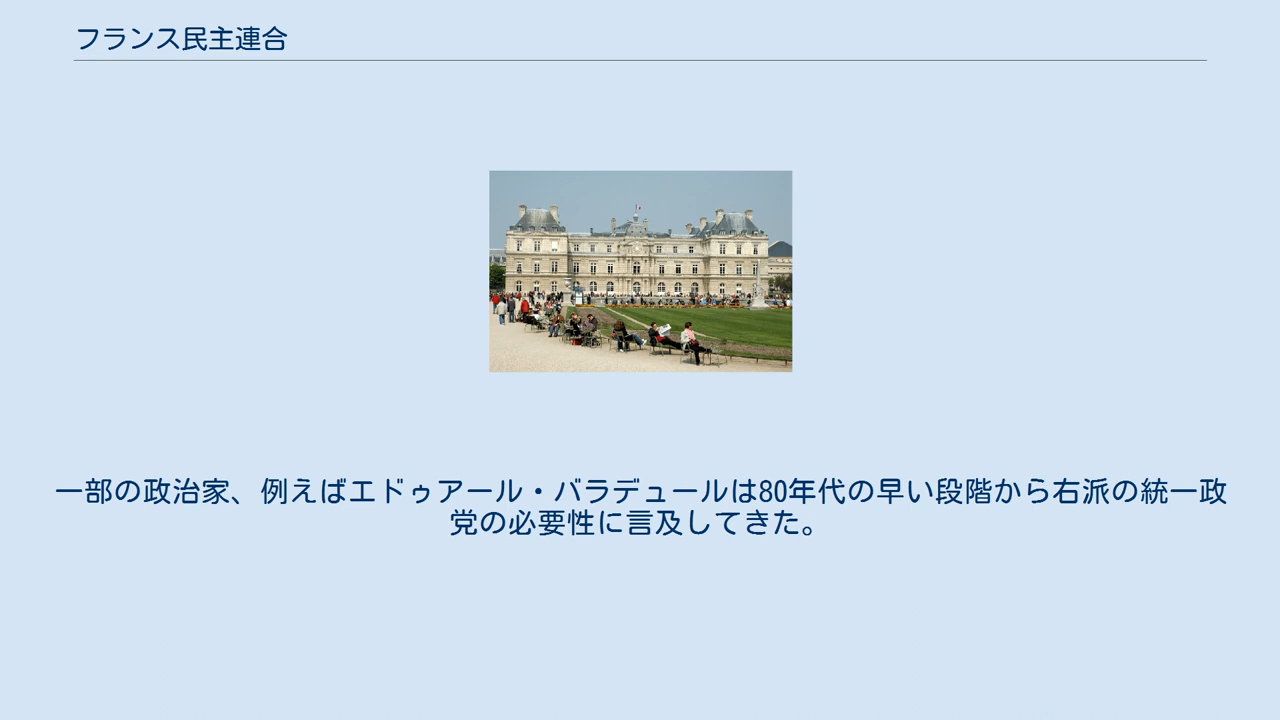 フランス民主連合
一部の政治家、例えばエドゥアール・バラデュールは80年代の早い段階から右派の統一政
党の必要性に言及してきた。